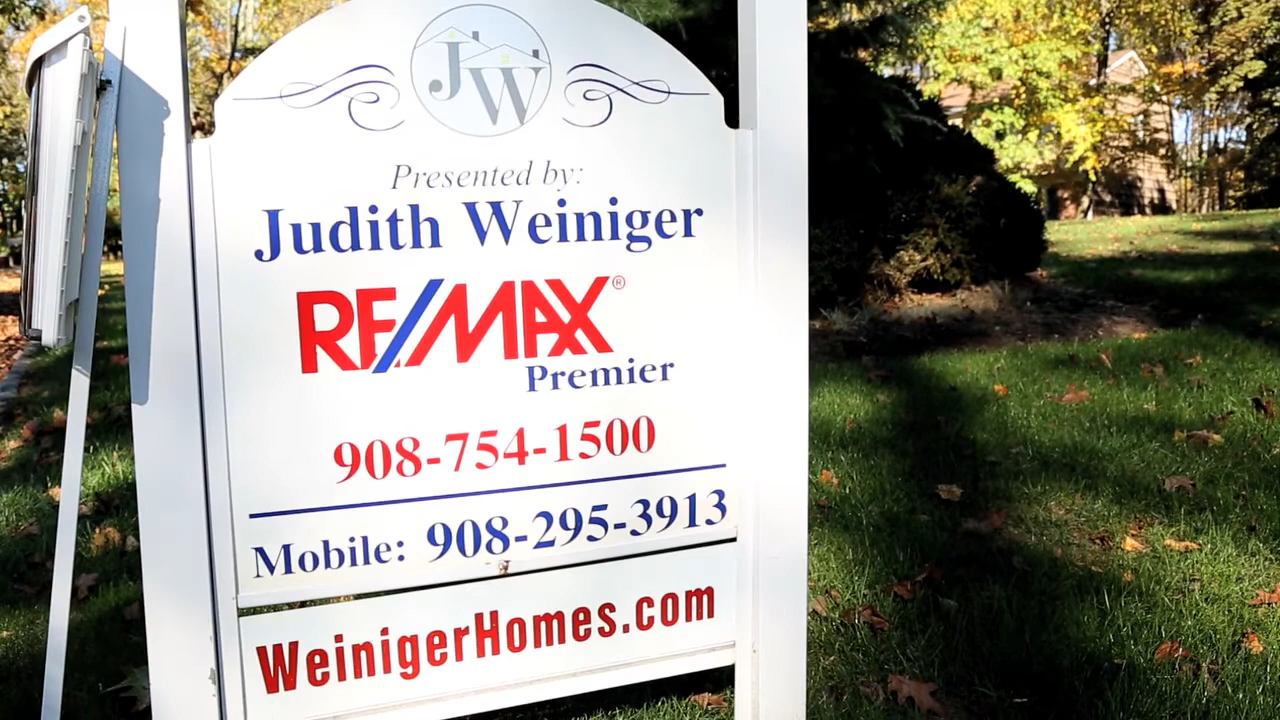 JW
Presented by:
Judith Weiniger
RE/MAX®
Premier
908-754-1500
Mobile: 908-295-3913
WeinigerHomes.com